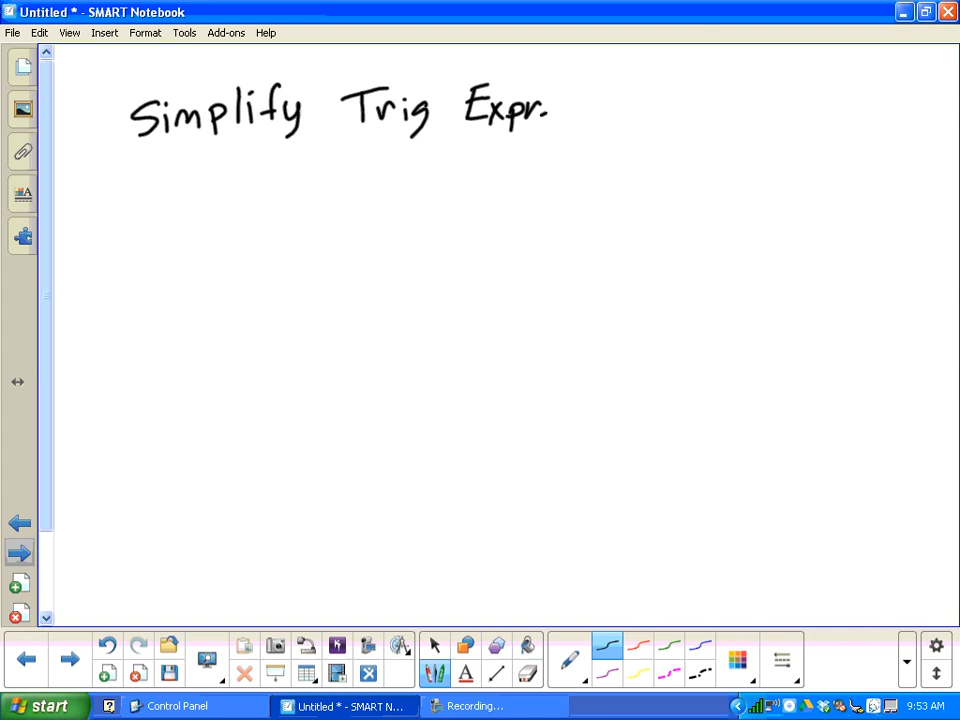 Untitled * - SMART Notebook
File Edit View Insert Format Tools Add-ons Help
Simplify Trig Expr.
start
Control Panel
Untitled * - SMART N...
Recording...
9:53 AM